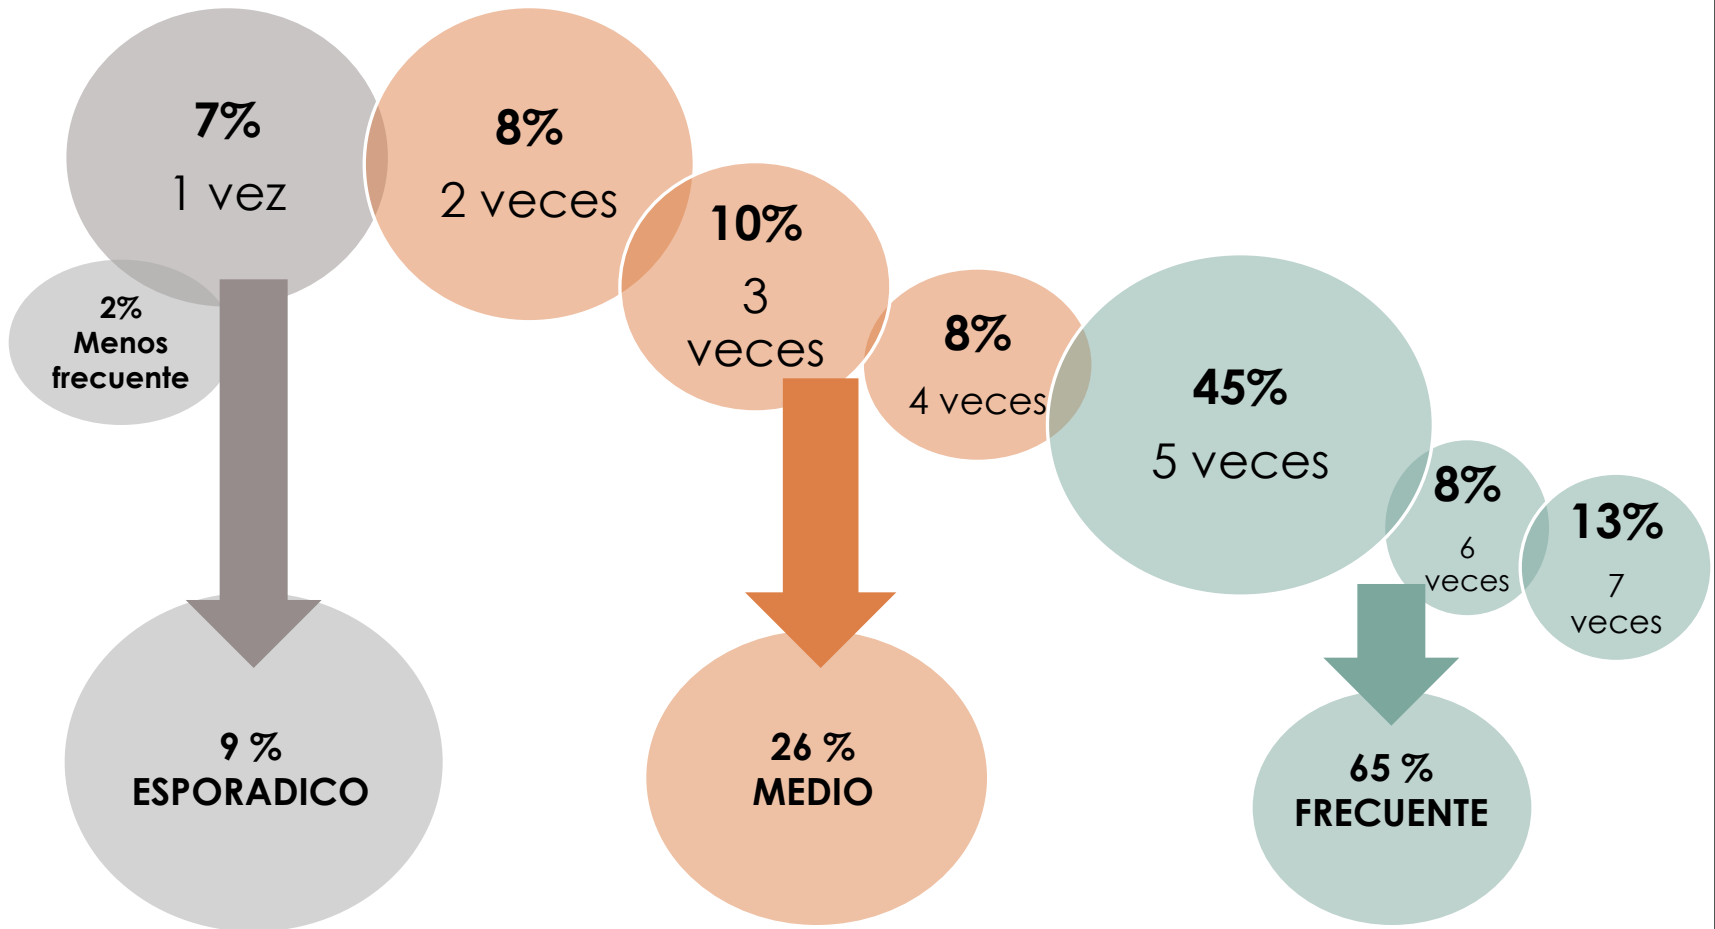 7%
1 vez
2%
Menos
frecuente
8%
2 veces
10%
3
veces
8%
4 veces
45%
5 veces
8%
6
veces
13%
7
veces
9 %
ESPORADICO
26 %
MEDIO
65 %
FRECUENTE